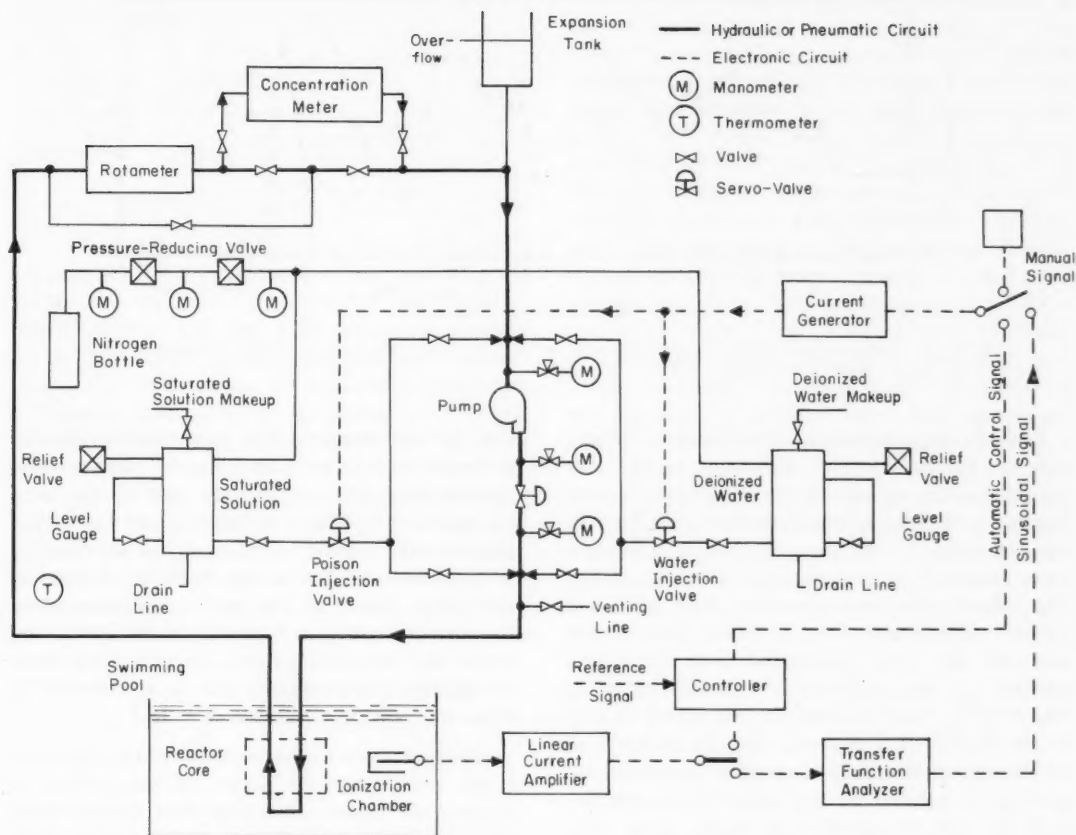 Expansion
Tank
Over-
flow
Hydraulic or Pneumatic Circuit
Electronic Circuit
M
Manometer
T
Thermometer
Valve
Servo-Valve
Concentration
Meter
Rotameter
Pressure-Reducing Valve
M
M
M
Nitrogen
Bottle
Manual
Signal
Current
Generator
Saturated
Solution Makeup
Deionized
Water Makeup
M
Pump
M
M
Relief
Valve
Saturated
Solution
Level
Gauge
Deionized
Water
Relief
Valve
Level
Gauge
Automatic Control Signal
Sinusoidal Signal
Poison
Injection
Valve
Water
Injection
Valve
T
Drain
Line
Drain Line
Venting
Line
Swimming
Pool
Reference
Signal
Controller
Reactor
Core
Ionization
Chamber
Linear
Current
Amplifier
Transfer
Function
Analyzer